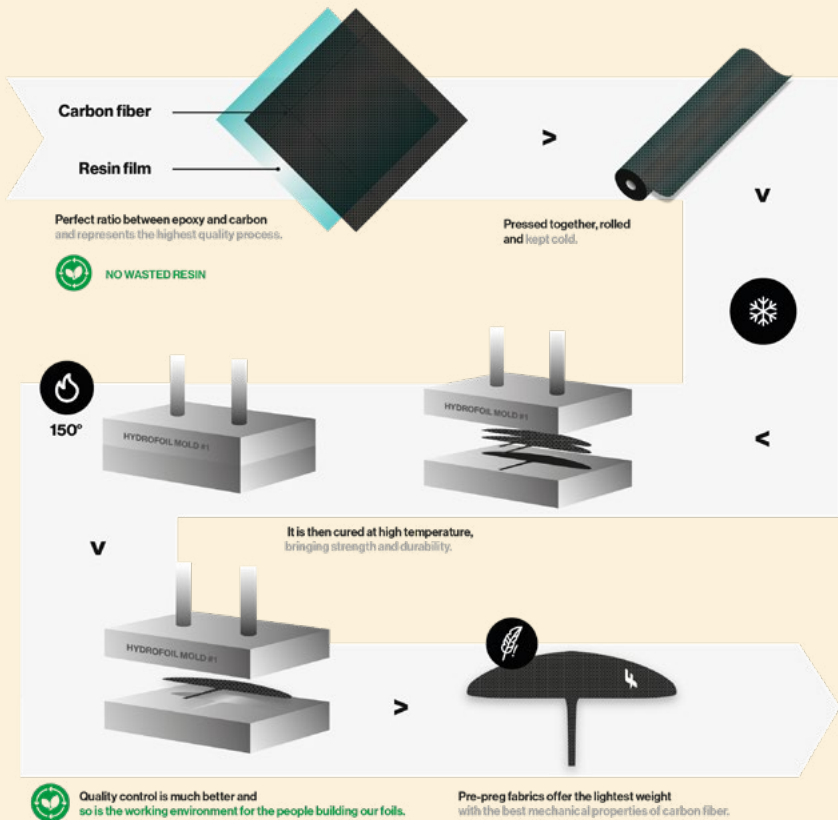 Carbon fiber
Resin film
>
v
Perfect ratio between epoxy and carbon
and represents the highest quality process.
NO WASTED RESIN
Pressed together, rolled
and kept cold.
150°
HYDROFOIL MOLD #1
HYDROFOIL MOLD #1
<
It is then cured at high temperature,
bringing strength and durability.
v
HYDROFOIL MOLD #1
>
Quality control is much better and
so is the working environment for the people building our foils.
Pre-preg fabrics offer the lightest weight
with the best mechanical properties of carbon fiber.